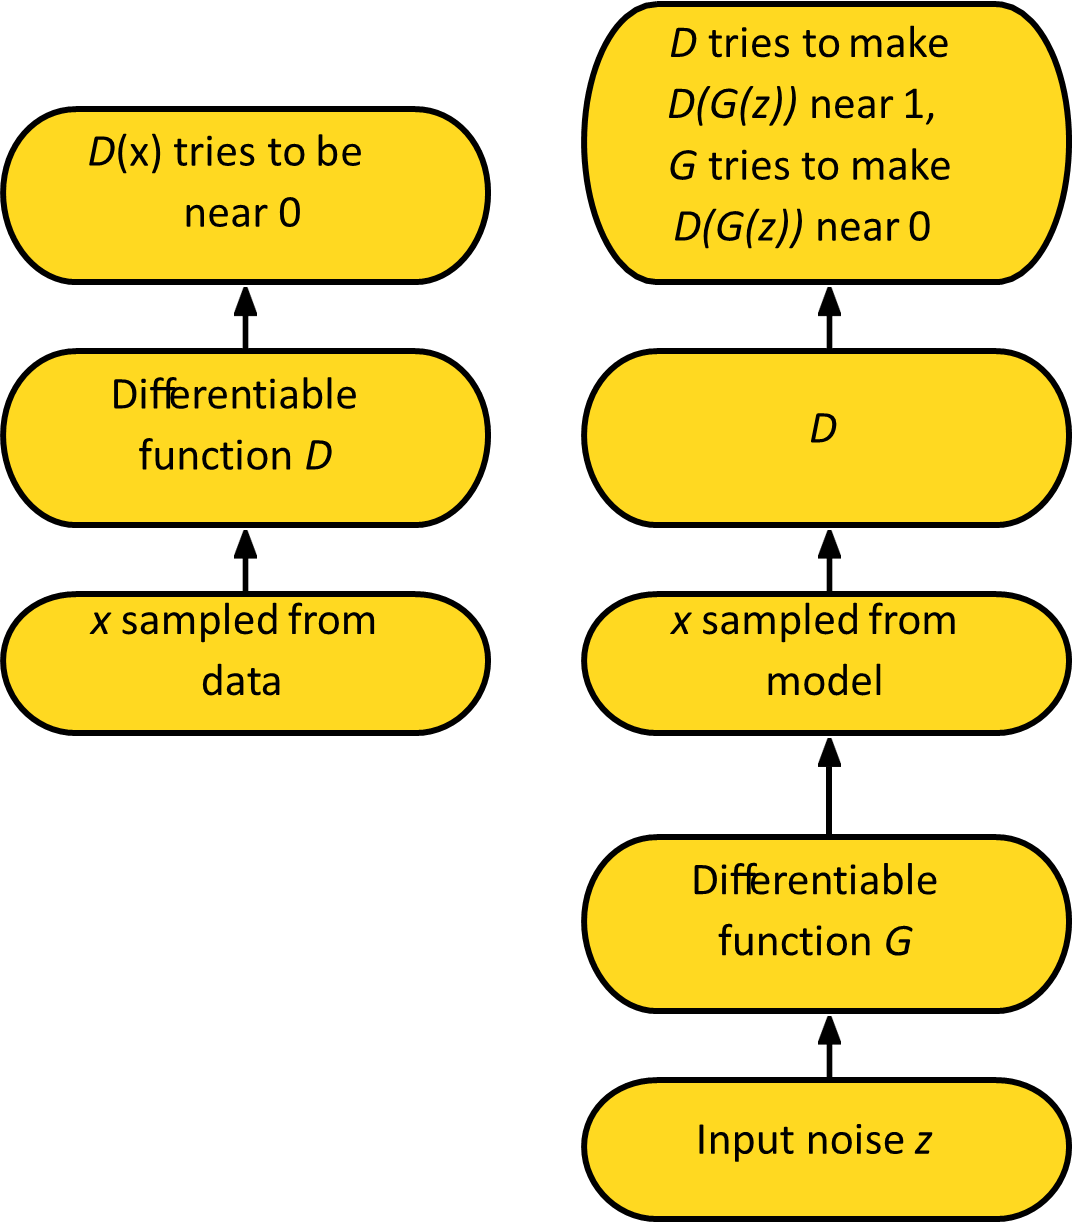 D(x) tries to be
near 0
Differentiable
function D
x sampled from
data
D tries to make
D(G(z)) near 1,
G tries to make
D(G(z)) near 0
D
x sampled from
model
Differentiable
function G
Input noise z